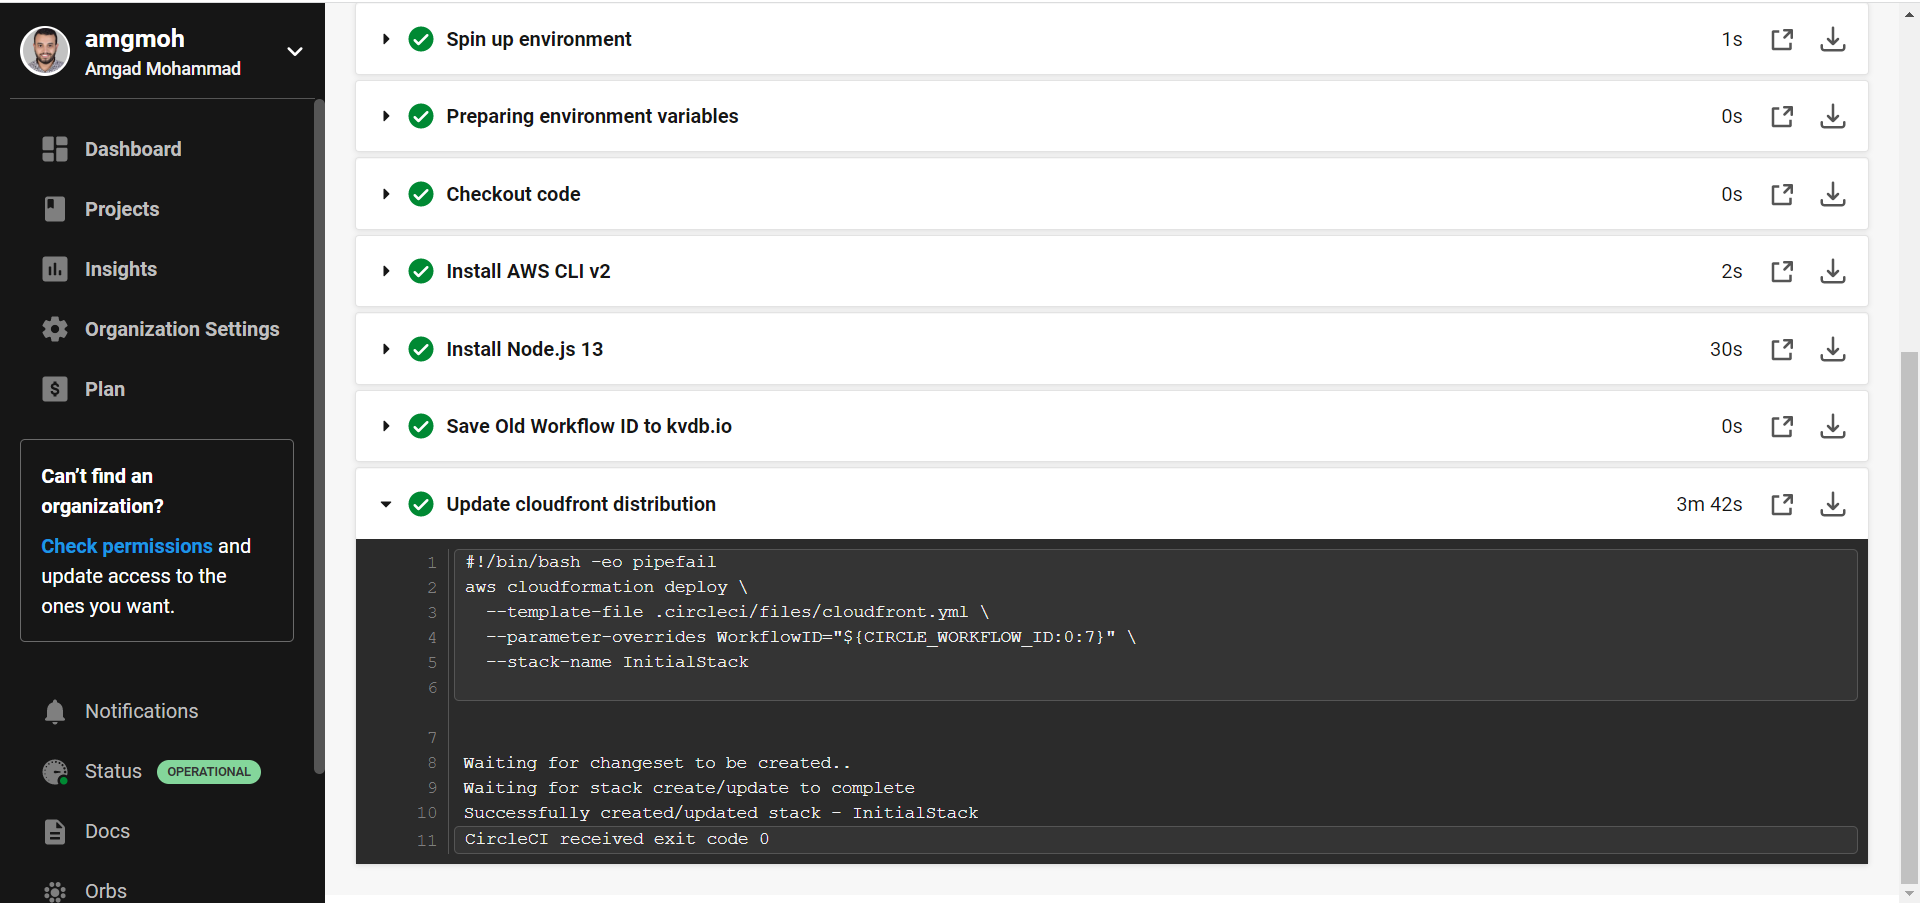 amgmoh
Amgad Mohammad
Dashboard
Projects
Insights
Organization Settings
Plan
Can't find an
organization?
Check permissions and
update access to the
ones you want.
Notifications
Status OPERATIONAL
Docs
Orbs
Spin up environment 1s
Preparing environment variables 0s
Checkout code 0s
Install AWS CLI v2 2s
Install Node.js 13 30s
Save Old Workflow ID to kvdb.io 0s
Update cloudfront distribution 3m 42s
1 #!/bin/bash -eo pipefail
2 aws cloudformation deploy \
3 --template-file .circleci/files/cloudfront.yml \
4 --parameter-overrides WorkflowID="${CIRCLE_WORKFLOW_ID:0:7}" \
5 --stack-name InitialStack
6
7
8 Waiting for changeset to be created..
9 Waiting for stack create/update to complete
10 Successfully created/updated stack - InitialStack
11 CircleCI received exit code 0